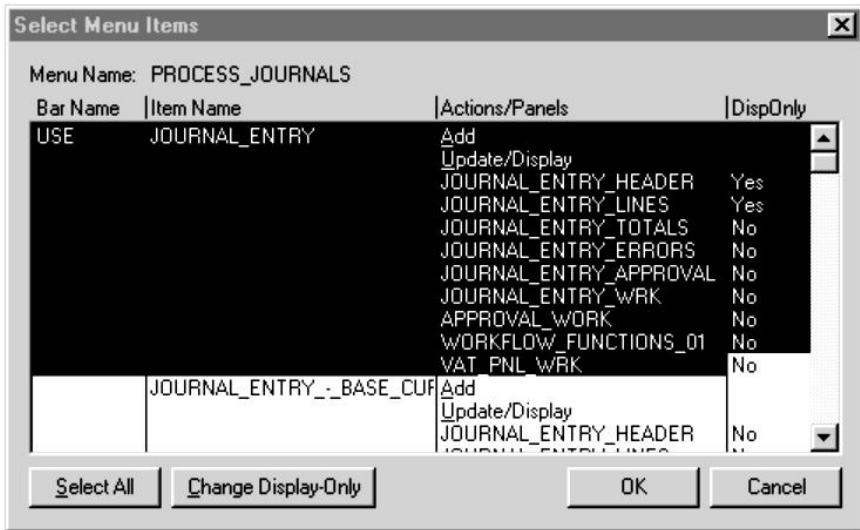 Select Menu Items
Menu Name: PROCESS_JOURNALS
Bar Name Item Name Actions/Panels DispOnly
USE JOURNAL_ENTRY Add
Update/Display
JOURNAL_ENTRY_HEADER Yes
JOURNAL_ENTRY_LINES Yes
JOURNAL_ENTRY_TOTALS No
JOURNAL_ENTRY_ERRORS No
JOURNAL_ENTRY_APPROVAL No
JOURNAL_ENTRY_WRK No
APPROVAL_WORK No
WORKFLOW_FUNCTIONS_01 No
VAT_PNL_WRK No
JOURNAL_ENTRY_-_BASE_CUR Add
Update/Display
JOURNAL_ENTRY_HEADER No
Select All Change Display-Only OK Cancel